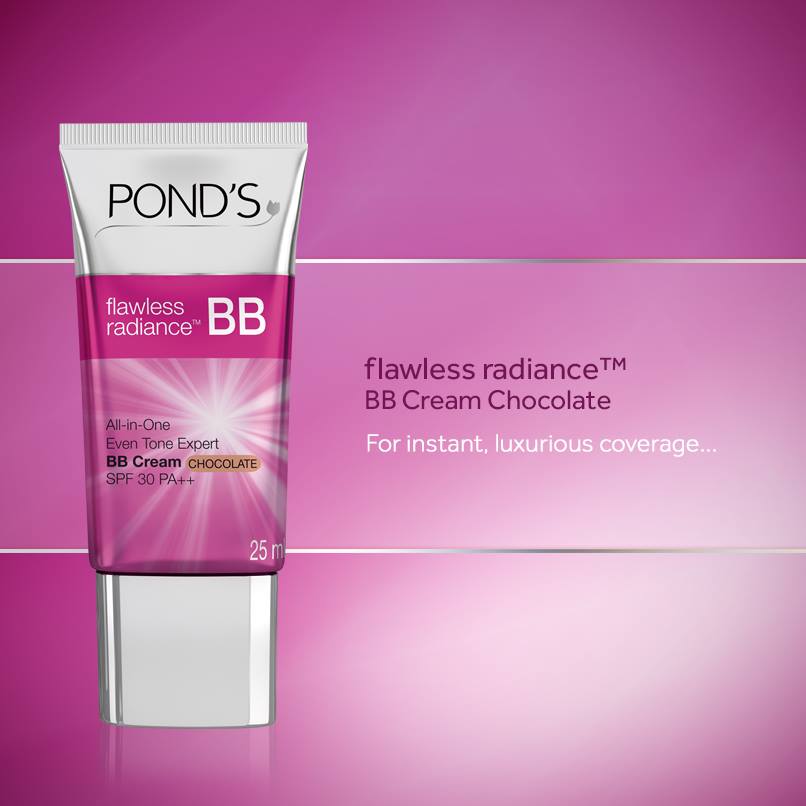 POND'S
flawless
radiance™ BB
All-in-One
Even Tone Expert
BB Cream CHOCOLATE
SPF 30 PA++
25 m
flawless radiance™
BB Cream Chocolate
For instant, luxurious coverage...